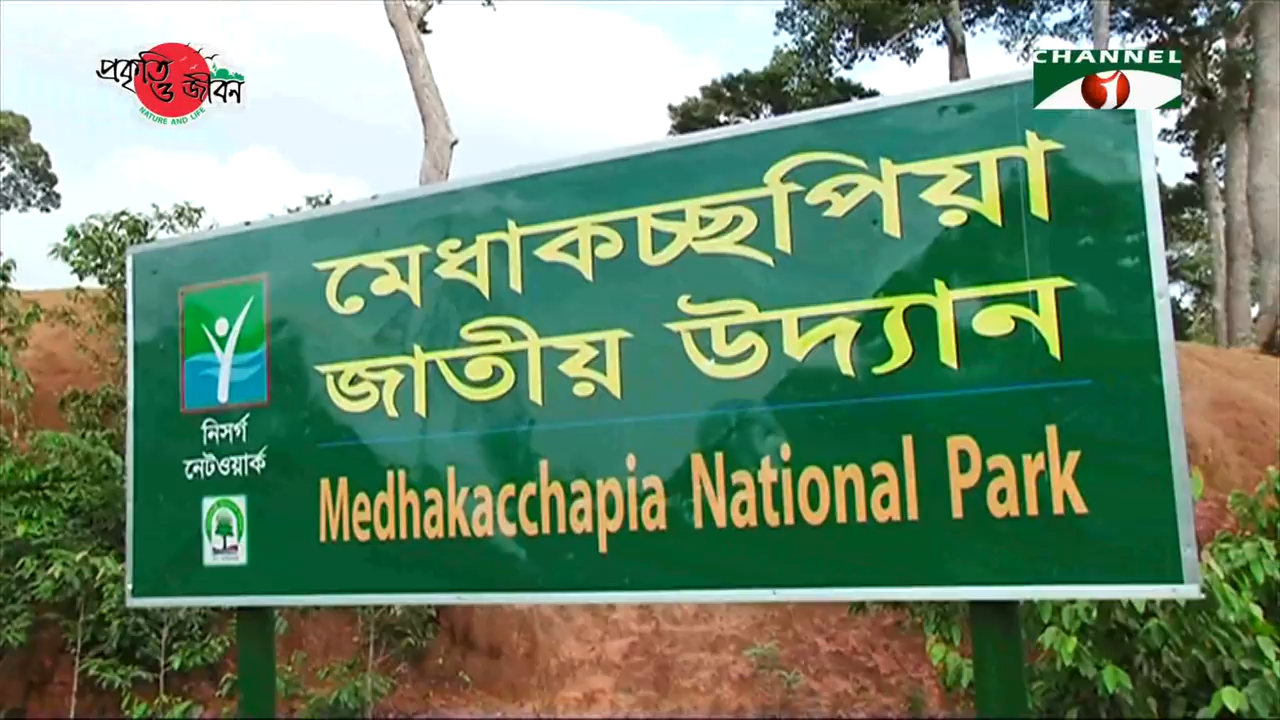 প্রকৃতি ও জীবন
NATURE AND LIFE
CHANNEL
মেধাকচ্ছপিয়া
জাতীয় উদ্যান
Medhakacchapia National Park
নিসর্গ
নেটওয়ার্ক